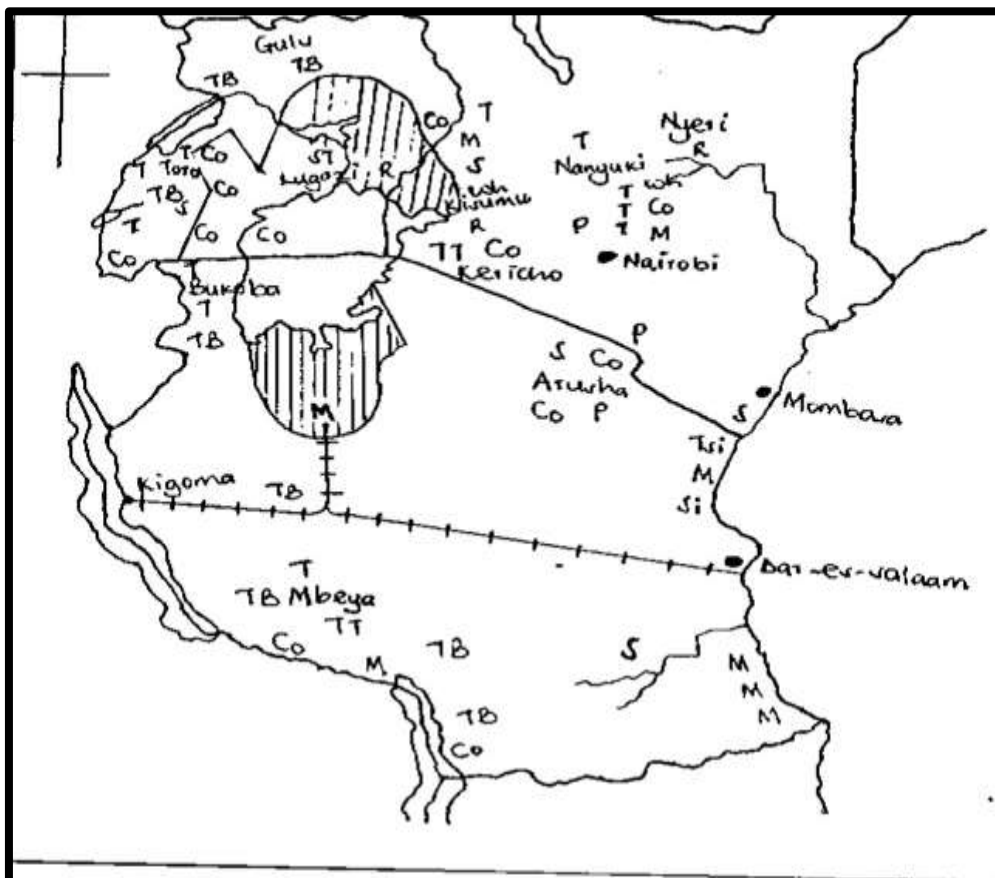 Gulu
TB
TB
Co
T
M
S
Nyeri
R
T
Nanyuki
T
Co
Toro
ST
Lugazi
R
T
Co
TB
S
T
Woh
Kisumu
R
T
T
T
Co
M
P
Nairobi
Co
Co
Co
TT Co
Kericho
Bukoba
T
TB
P
S Co
Arusha
Co P
S
Mombasa
M
Tsi
M
Si
Kigoma
TB
Dar-es-salaam
T
TB Mbeya
TT
Co
M
TB
S
M
M
M
TB
Co